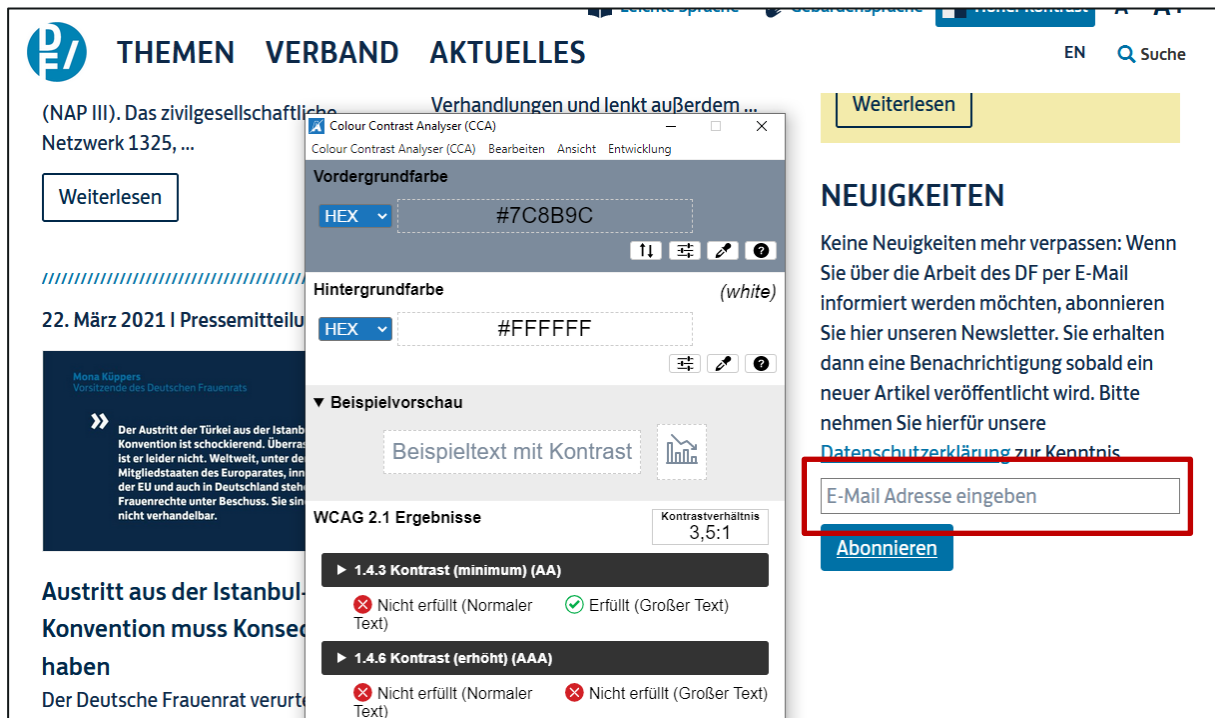 Leichte Sprache Gebärdensprache Hoher Kontrast A A+
DF/
THEMEN VERBAND AKTUELLES
EN Suche
(NAP III). Das zivilgesellschaftliche
Netzwerk 1325, ...
Weiterlesen
22. März 2021 I Pressemitteilu
Mona Küppers
Vorsitzende des Deutschen Frauenrats
»
Der Austritt der Türkei aus der Istanb
Konvention ist schockierend. Überras
ist er leider nicht. Weltweit, unter de
Mitgliedstaaten des Europarates, inn
der EU und auch in Deutschland steh
Frauenrechte unter Beschuss. Sie sin
nicht verhandelbar.
Austritt aus der Istanbul-
Konvention muss Konseq
haben
Der Deutsche Frauenrat verurte
Verhandlungen und lenkt außerdem ...
Colour Contrast Analyser (CCA)
Colour Contrast Analyser (CCA) Bearbeiten Ansicht Entwicklung
Vordergrundfarbe
HEX #7C8B9C
Hintergrundfarbe (white)
HEX #FFFFFF
Beispielvorschau
Beispieltext mit Kontrast
WCAG 2.1 Ergebnisse
Kontrastverhältnis
3,5:1
1.4.3 Kontrast (minimum) (AA)
Nicht erfüllt (Normaler
Text)
Erfüllt (Großer Text)
1.4.6 Kontrast (erhöht) (AAA)
Nicht erfüllt (Normaler
Text)
Nicht erfüllt (Großer Text)
Weiterlesen
NEUIGKEITEN
Keine Neuigkeiten mehr verpassen: Wenn
Sie über die Arbeit des DF per E-Mail
informiert werden möchten, abonnieren
Sie hier unseren Newsletter. Sie erhalten
dann eine Benachrichtigung sobald ein
neuer Artikel veröffentlicht wird. Bitte
nehmen Sie hierfür unsere
Datenschutzerklärung zur Kenntnis
E-Mail Adresse eingeben
Abonnieren